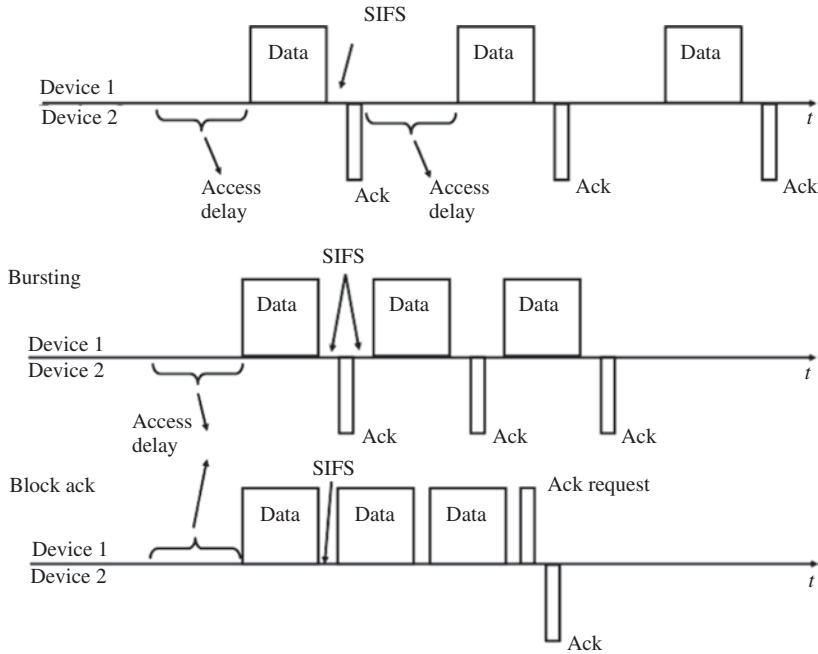 SIFS
Data
Data
Data
Device 1
Device 2
t
Access
delay
Ack
Access
delay
Ack
Ack
SIFS
Bursting
Data
Data
Data
Device 1
Device 2
t
Access
delay
Ack
Ack
Ack
SIFS
Block ack
Ack request
Data
Data
Data
Device 1
Device 2
t
Ack